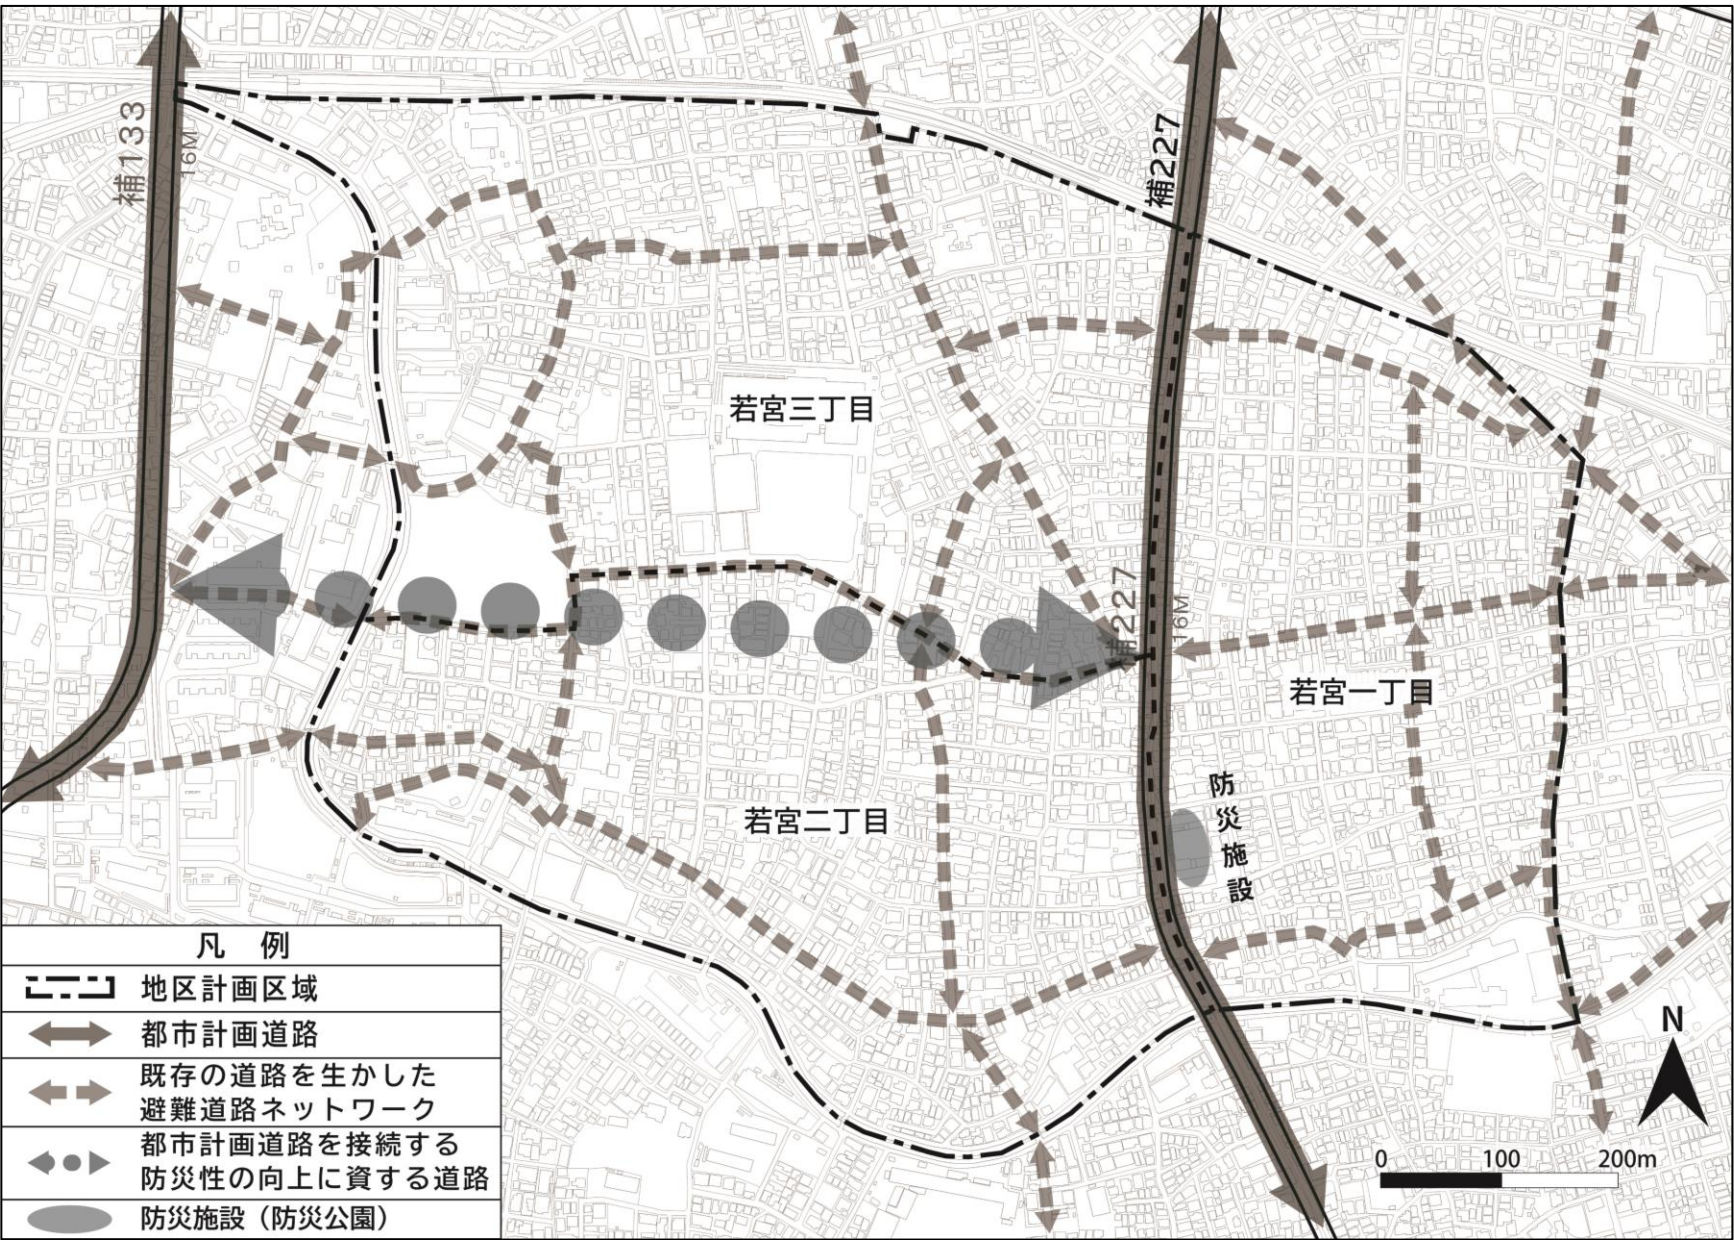 補133
16M
補227
若宮三丁目
補227
16M
若宮一丁目
若宮二丁目
防災施設
凡 例
地区計画区域
都市計画道路
既存の道路を生かした
避難道路ネットワーク
都市計画道路を接続する
防災性の向上に資する道路
防災施設（防災公園）
N
0 100 200m